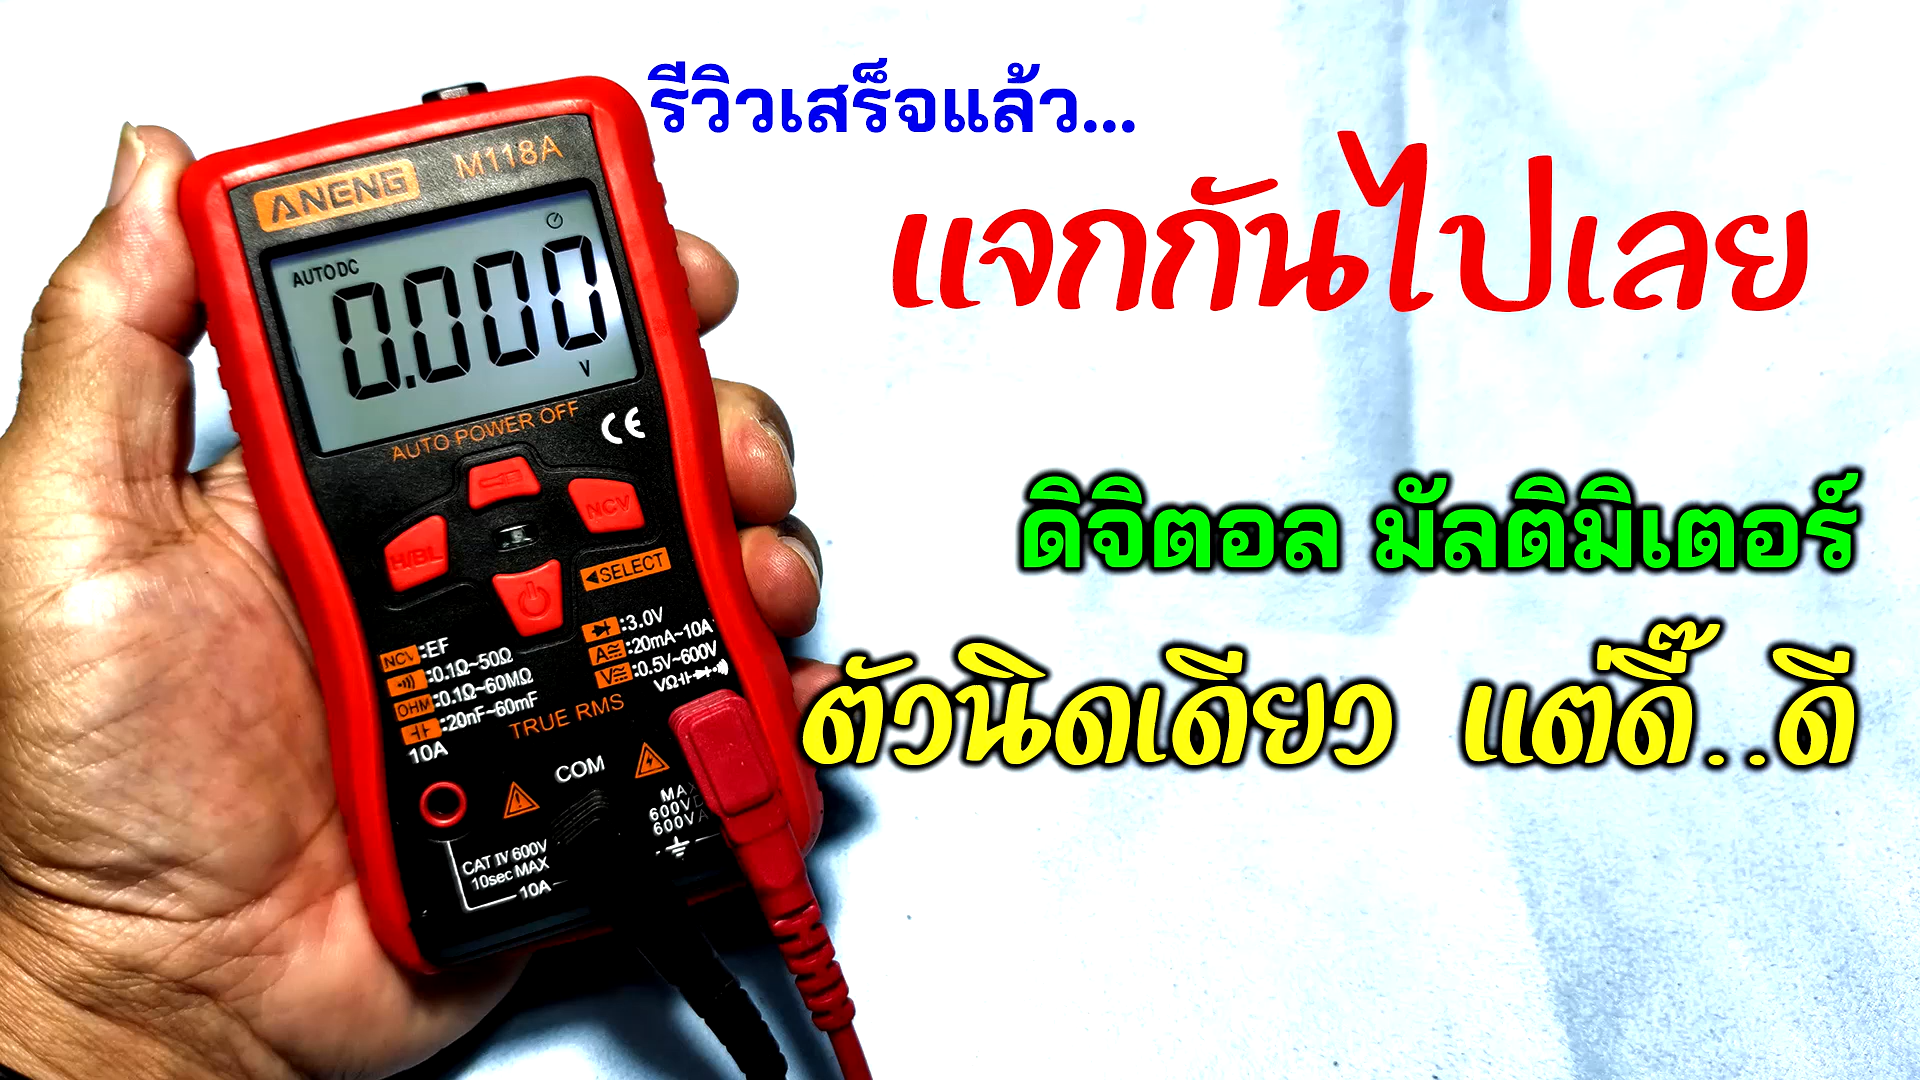 รีวิวเสร็จแล้ว...
แจกกันไปเลย
ดิจิตอล มัลติมิเตอร์
ตัวนิดเดียว แต่ดี๊..ดี
ANENG M118A
AUTO DC
0.000
V
AUTO POWER OFF
CE
NCV
H/BL
◄SELECT
NCV:EF
:0.1Ω~50Ω
OHM:0.1Ω~60MΩ
:20nF~60mF
10A
:3.0V
A:20mA~10A
V:0.5V~600V
VΩ
TRUE RMS
COM
MAX
600V
600V
CAT IV 600V
10sec MAX
10A